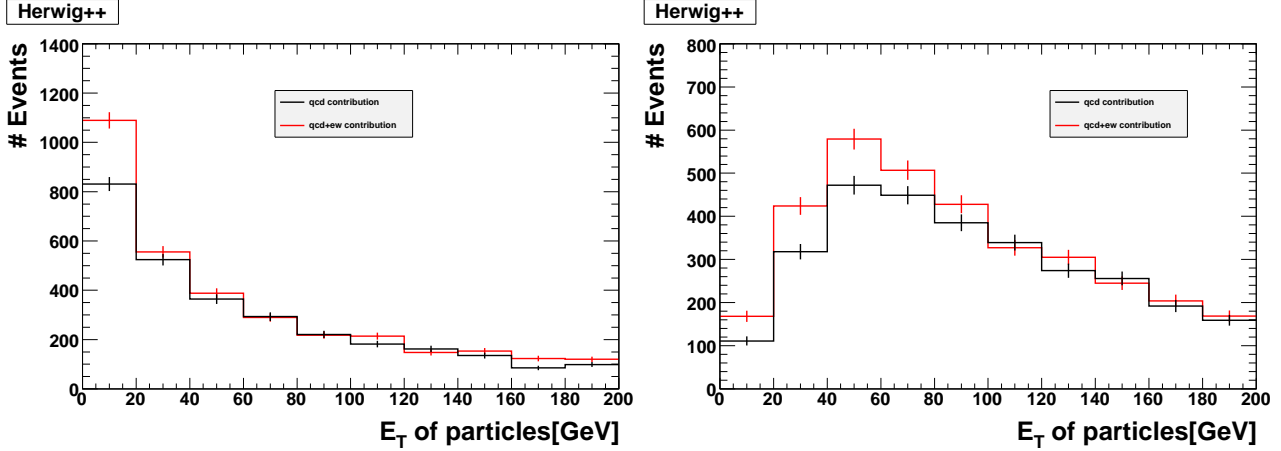 Herwig++
# Events
1400
1200
1000
800
600
400
200
0
qcd contribution
qcd+ew contribution
0 20 40 60 80 100 120 140 160 180 200
E_T of particles[GeV]
Herwig++
# Events
800
700
600
500
400
300
200
100
0
qcd contribution
qcd+ew contribution
0 20 40 60 80 100 120 140 160 180 200
E_T of particles[GeV]